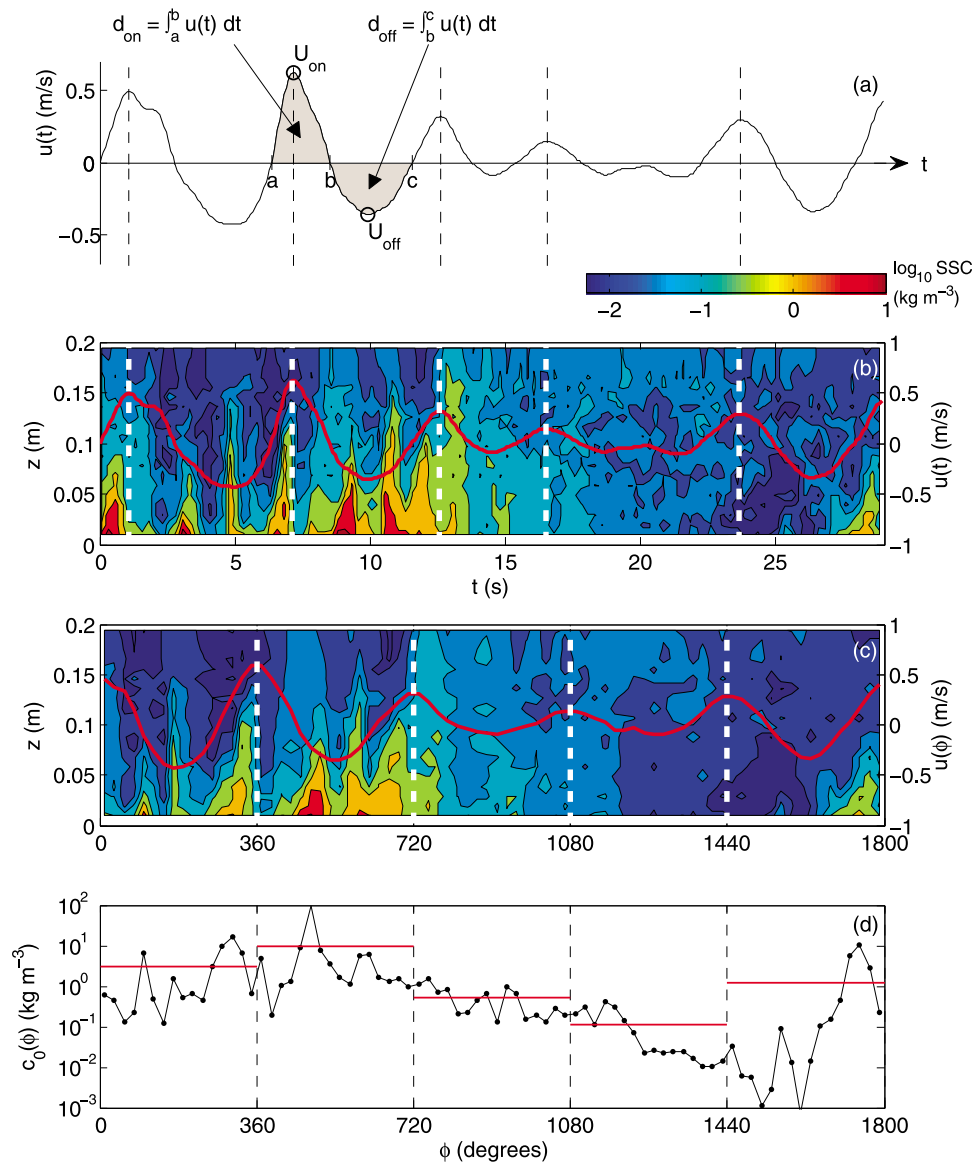 d_on = ∫_a^b u(t) dt
d_off = ∫_b^c u(t) dt
U_on
(a)
u(t) (m/s)
0.5
0
−0.5
a
b
c
t
U_off
log_10 SSC
(kg m^−3)
−2
−1
0
1
(b)
z (m)
0.2
0.15
0.1
0.05
0
1
0.5
0
−0.5
−1
u(t) (m/s)
0
5
10
15
20
25
t (s)
(c)
z (m)
0.2
0.15
0.1
0.05
0
1
0.5
0
−0.5
−1
u(ϕ) (m/s)
0
360
720
1080
1440
1800
(d)
c_0(ϕ) (kg m^−3)
10^2
10^1
10^0
10^−1
10^−2
10^−3
0
360
720
1080
1440
1800
ϕ (degrees)